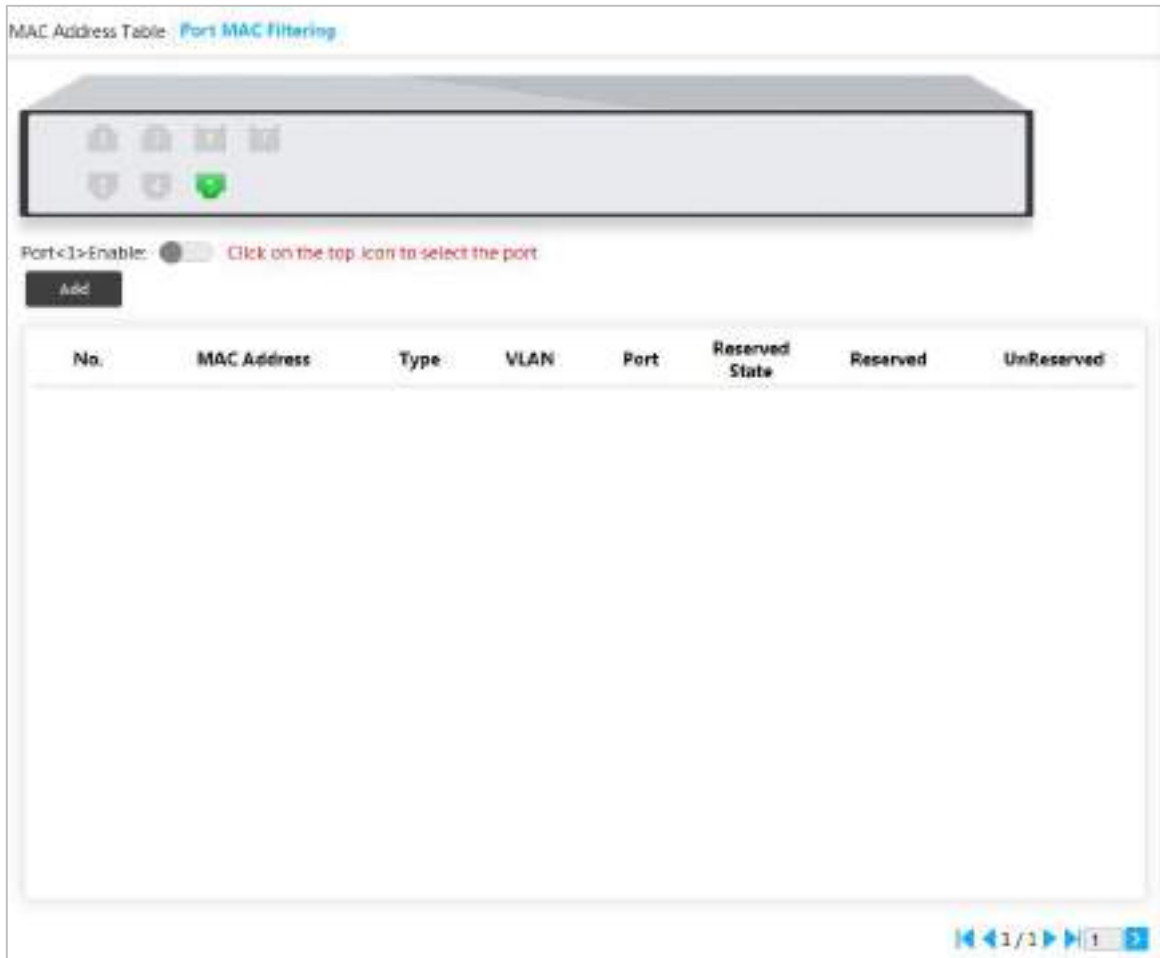 MAC Address Table Port MAC Filtering
Port<1>Enable: Click on the top icon to select the port
Add
No. MAC Address Type VLAN Port Reserved State Reserved UnReserved
1/1 1